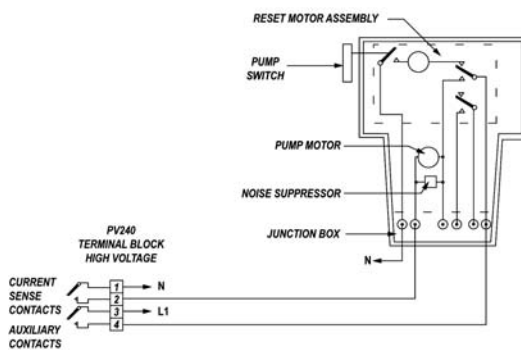 RESET MOTOR ASSEMBLY
PUMP
SWITCH
PUMP MOTOR
NOISE SUPPRESSOR
JUNCTION BOX
PV240
TERMINAL BLOCK
HIGH VOLTAGE
N
CURRENT
SENSE
CONTACTS
AUXILIARY
CONTACTS
1
N
2
3
L1
4